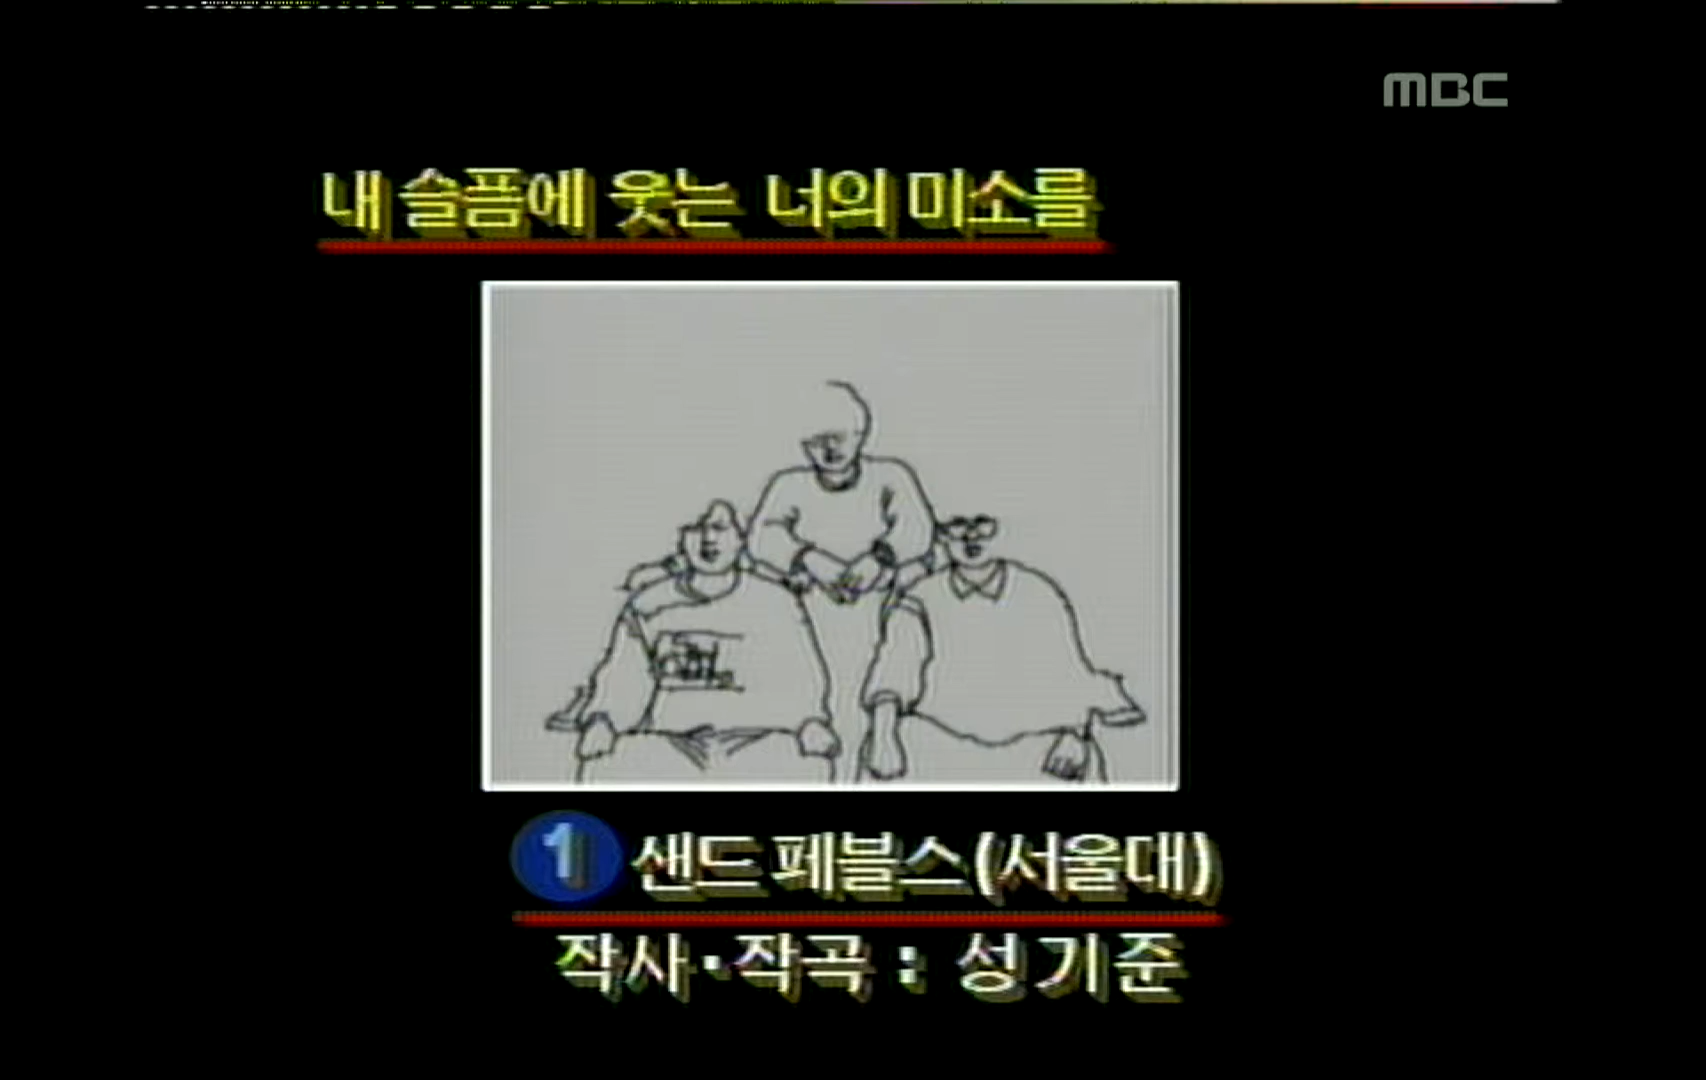 MBC
내 슬픔에 웃는 너의 미소를
1 샌드 페블스 (서울대)
작사·작곡 : 성기준